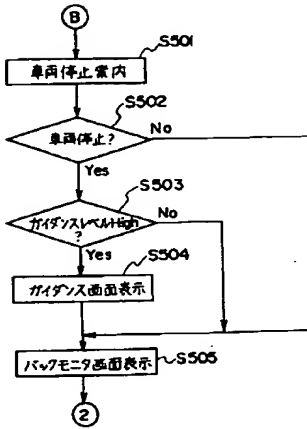 B
S501
車両停止案内
S502
車両停止?
No
Yes
S503
ガイダンスレベルHigh
?
No
Yes
S504
ガイダンス画面表示
バックモニタ画面表示
S505
2